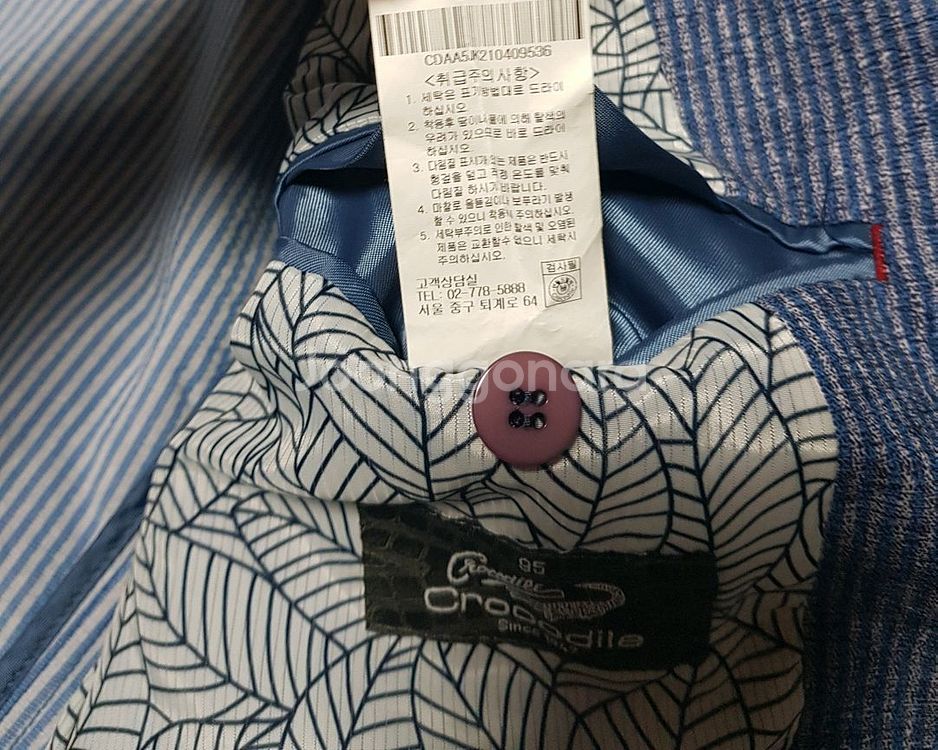 CDAA5JK210409536
<취급주의사항>
1. 세탁은 표기방법대로 드라이
하십시오.
2. 착용후 땀이나 물에 의해 탈색의
우려가 있으므로 바로 드라이
하십시오.
3. 다림질 표시가 있는 제품은 반드시
헝겊을 덮고 적정 온도를 맞춰
다림질 하시기 바랍니다.
4. 마찰로 올뜯김이나 보푸라기 발생
할 수 있으니 착용시 주의하십시오.
5. 세탁부주의로 인한 탈색 및 오염된
제품은 교환할수 없으니 세탁시
주의하십시오.
검사필
고객상담실
TEL: 02-778-5888
서울 중구 퇴계로 64
joonggonara
95
Crocodile
Crocodile
Since